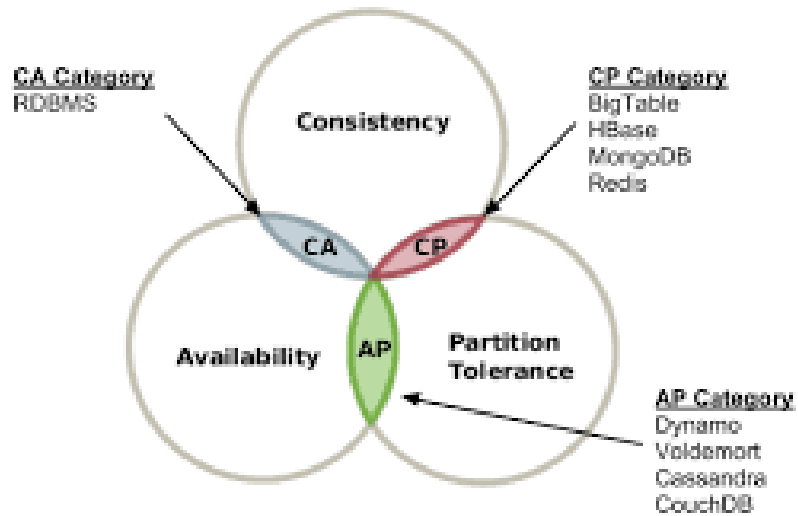 CA Category
RDBMS
CP Category
BigTable
HBase
MongoDB
Redis
Consistency
CA
CP
Availability
AP
Partition
Tolerance
AP Category
Dynamo
Voldemort
Cassandra
CouchDB